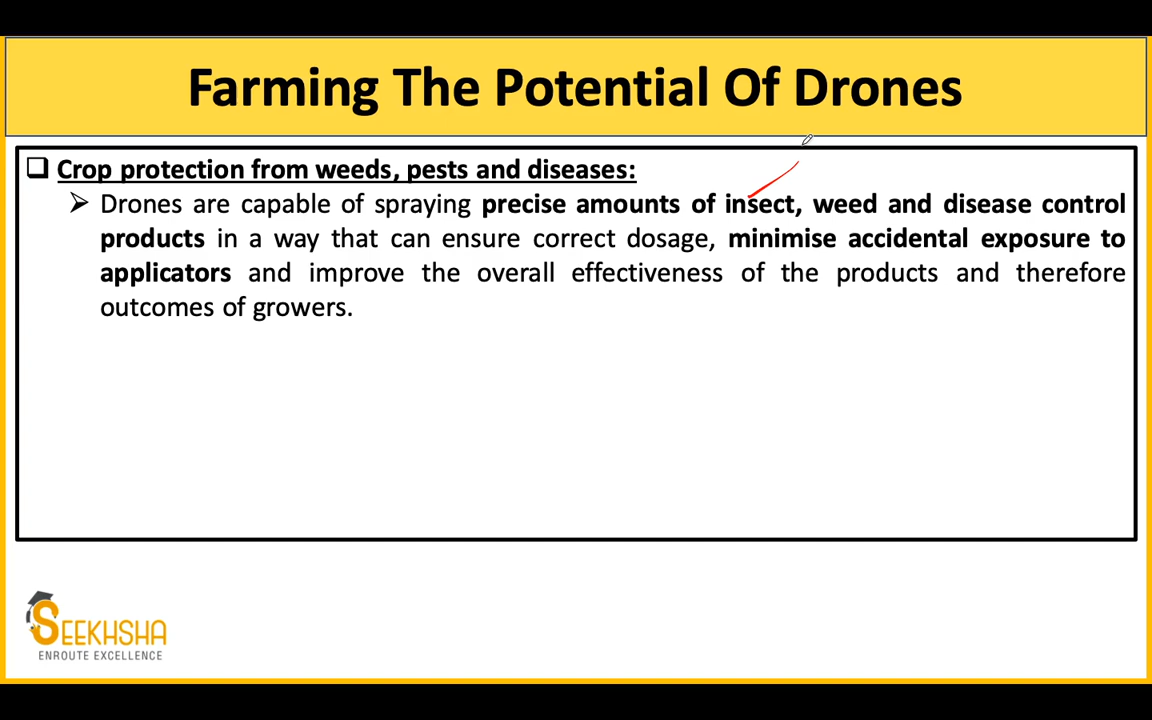 Farming The Potential Of Drones
Crop protection from weeds, pests and diseases:
Drones are capable of spraying precise amounts of insect, weed and disease control
products in a way that can ensure correct dosage, minimise accidental exposure to
applicators and improve the overall effectiveness of the products and therefore
outcomes of growers.
SEEKHSHA
ENROUTE EXCELLENCE